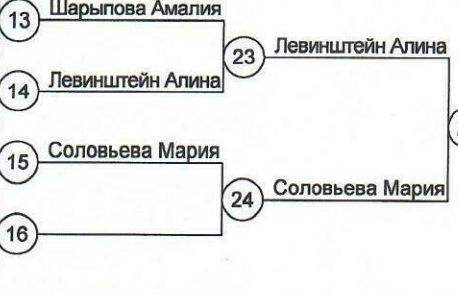 13 Шарыпова Амалия
23 Левинштейн Алина
14 Левинштейн Алина
15 Соловьева Мария
24 Соловьева Мария
16